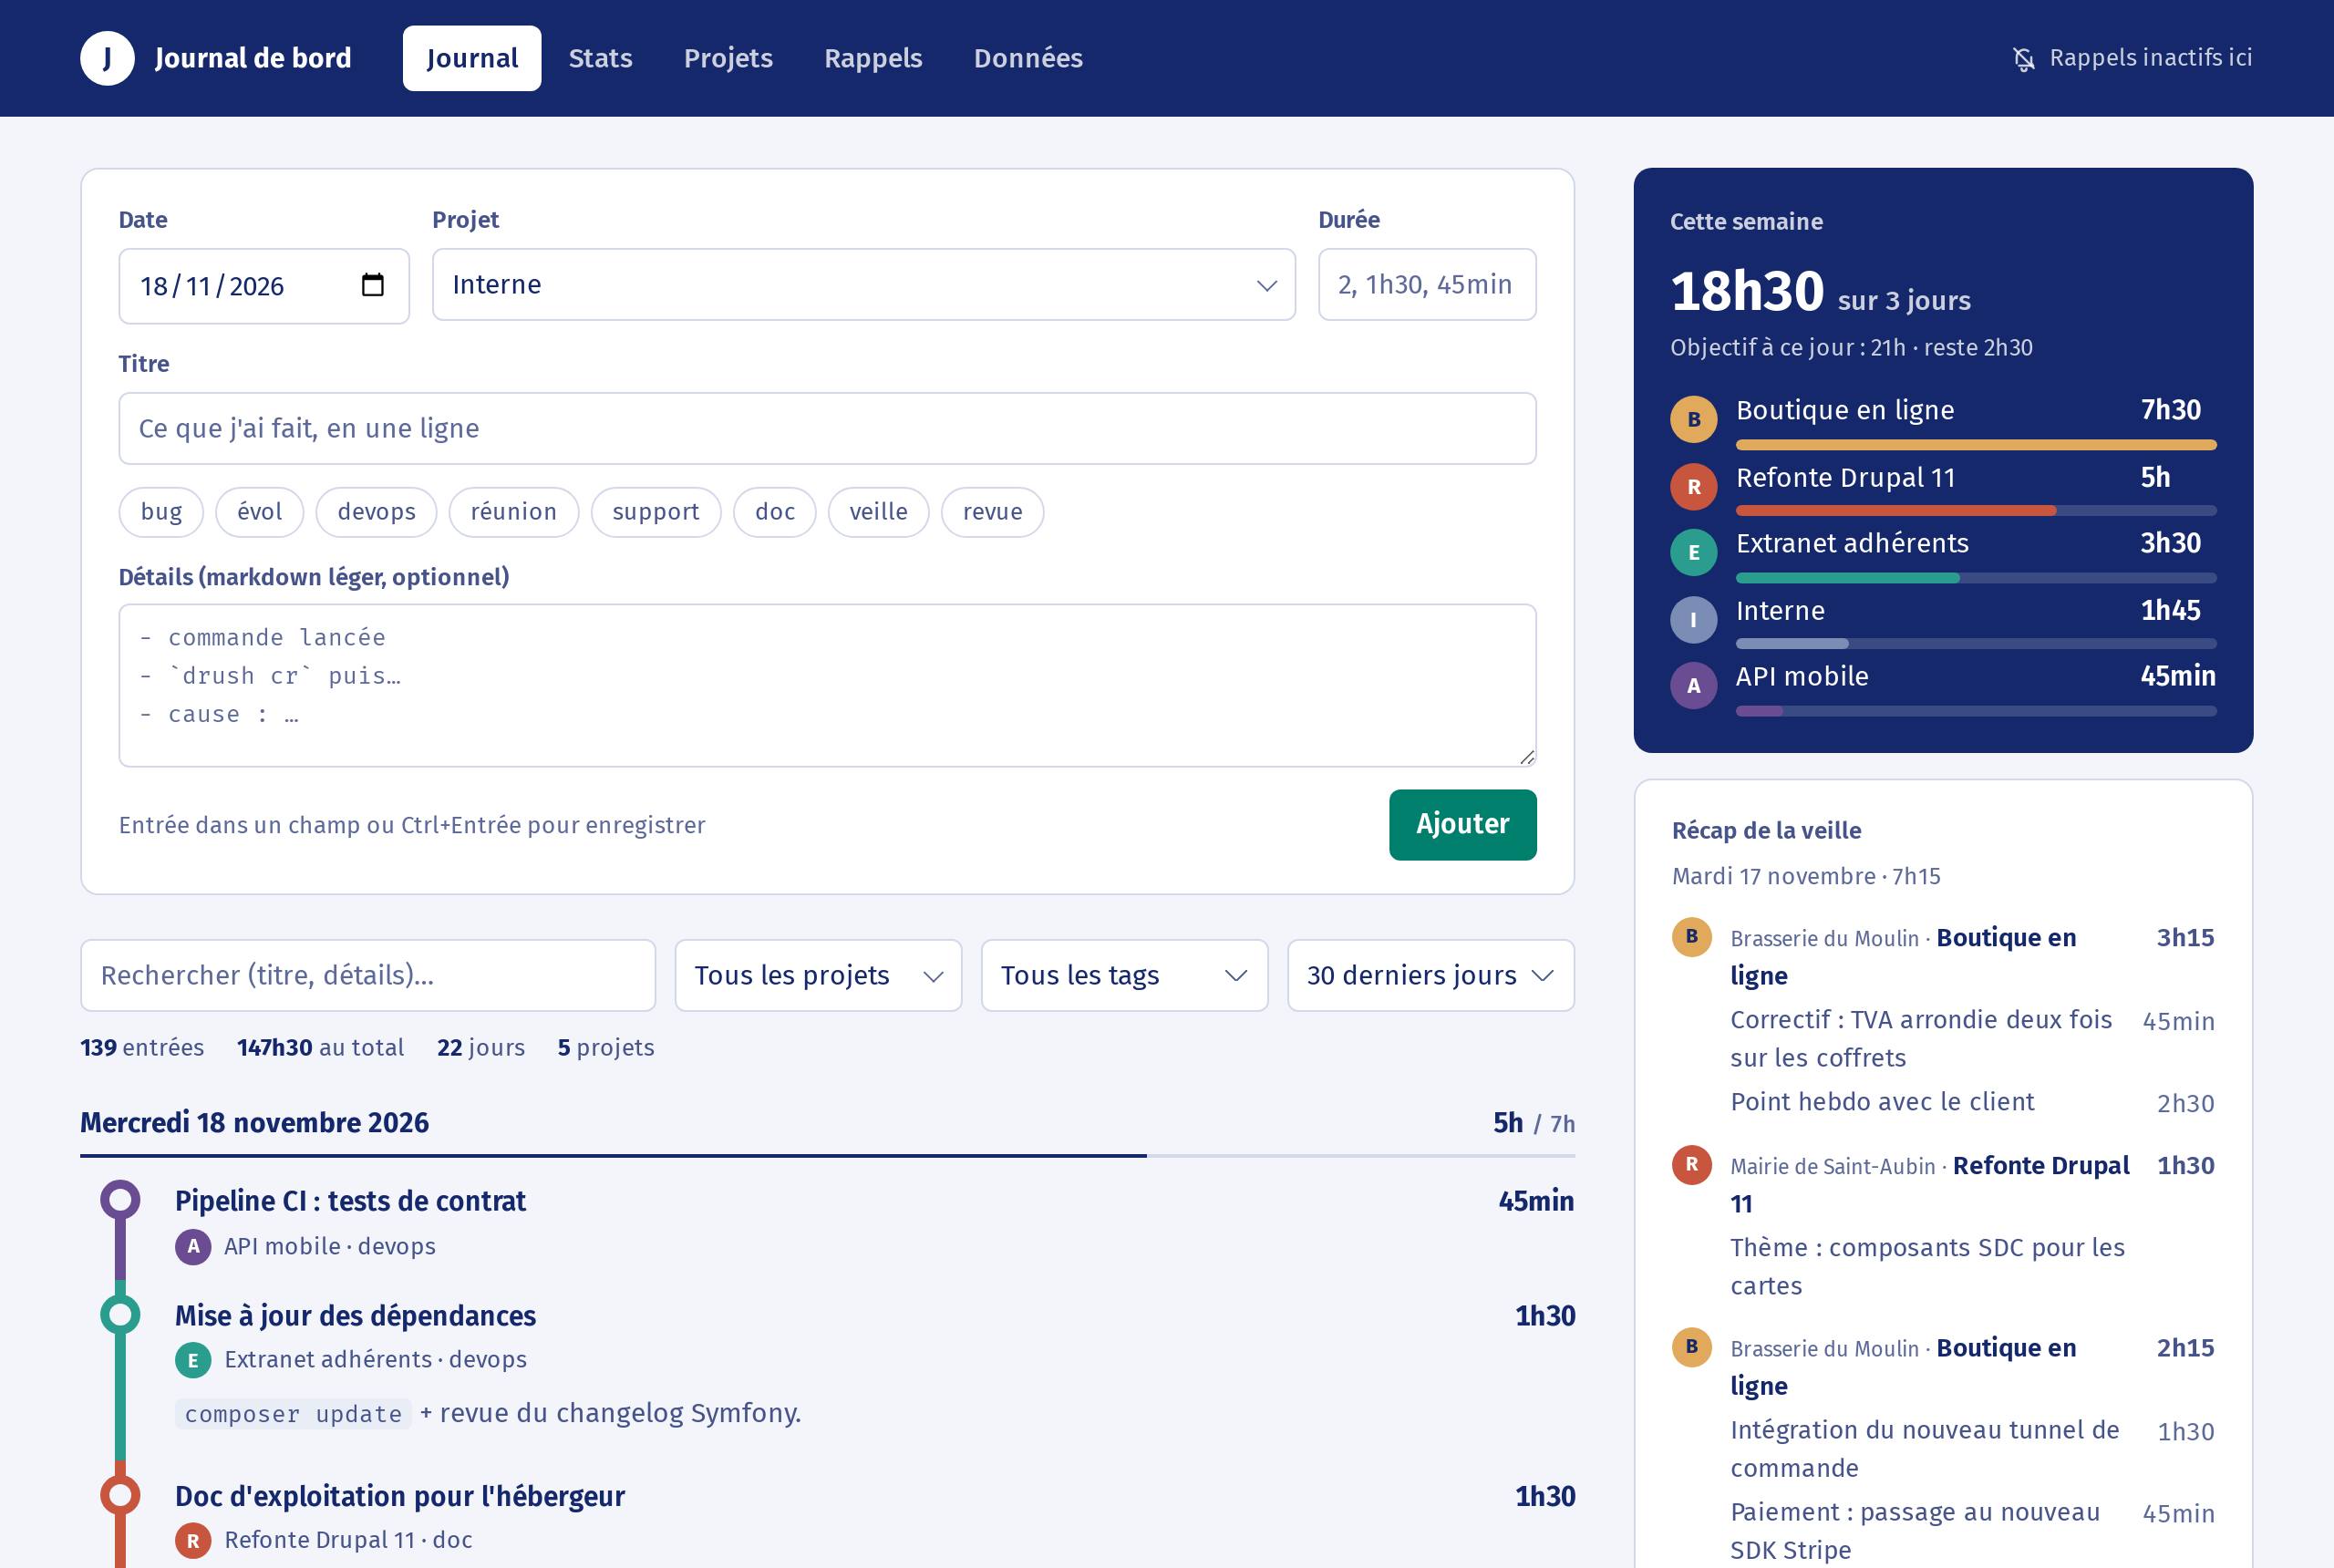 J
Journal de bord
Journal
Stats
Projets
Rappels
Données
Rappels inactifs ici
Date
Projet
Durée
18/11/2026
Interne
2, 1h30, 45min
Titre
Ce que j'ai fait, en une ligne
bug
évol
devops
réunion
support
doc
veille
revue
Détails (markdown léger, optionnel)
- commande lancée
- `drush cr` puis…
- cause : …
Entrée dans un champ ou Ctrl+Entrée pour enregistrer
Ajouter
Rechercher (titre, détails)…
Tous les projets
Tous les tags
30 derniers jours
139 entrées
147h30 au total
22 jours
5 projets
Mercredi 18 novembre 2026
5h / 7h
Pipeline CI : tests de contrat
45min
A
API mobile · devops
Mise à jour des dépendances
1h30
E
Extranet adhérents · devops
composer update + revue du changelog Symfony.
Doc d'exploitation pour l'hébergeur
1h30
R
Refonte Drupal 11 · doc
Cette semaine
18h30 sur 3 jours
Objectif à ce jour : 21h · reste 2h30
B
Boutique en ligne
7h30
R
Refonte Drupal 11
5h
E
Extranet adhérents
3h30
I
Interne
1h45
A
API mobile
45min
Récap de la veille
Mardi 17 novembre · 7h15
B
Brasserie du Moulin · Boutique en
3h15
ligne
Correctif : TVA arrondie deux fois
45min
sur les coffrets
Point hebdo avec le client
2h30
R
Mairie de Saint-Aubin · Refonte Drupal
1h30
11
Thème : composants SDC pour les
cartes
B
Brasserie du Moulin · Boutique en
2h15
ligne
Intégration du nouveau tunnel de
1h30
commande
Paiement : passage au nouveau
45min
SDK Stripe